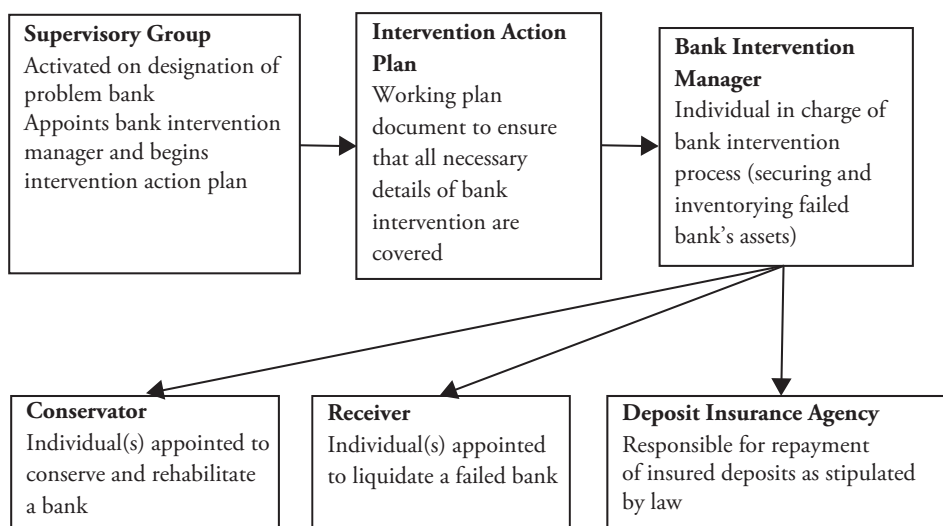 Supervisory Group
Activated on designation of
problem bank
Appoints bank intervention
manager and begins
intervention action plan
Intervention Action
Plan
Working plan
document to ensure
that all necessary
details of bank
intervention are
covered
Bank Intervention
Manager
Individual in charge of
bank intervention
process (securing and
inventorying failed
bank’s assets)
Conservator
Individual(s) appointed to
conserve and rehabilitate
a bank
Receiver
Individual(s) appointed
to liquidate a failed bank
Deposit Insurance Agency
Responsible for repayment
of insured deposits as stipulated
by law